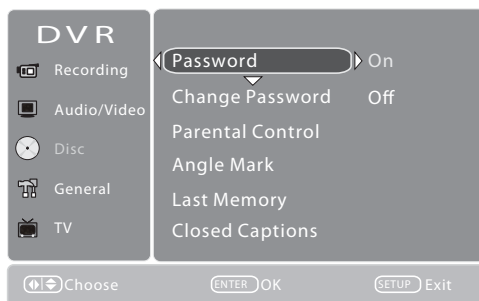 DVR
Recording
Audio/Video
Disc
General
TV
Password On
Change Password Off
Parental Control
Angle Mark
Last Memory
Closed Captions
Choose ENTER OK SETUP Exit